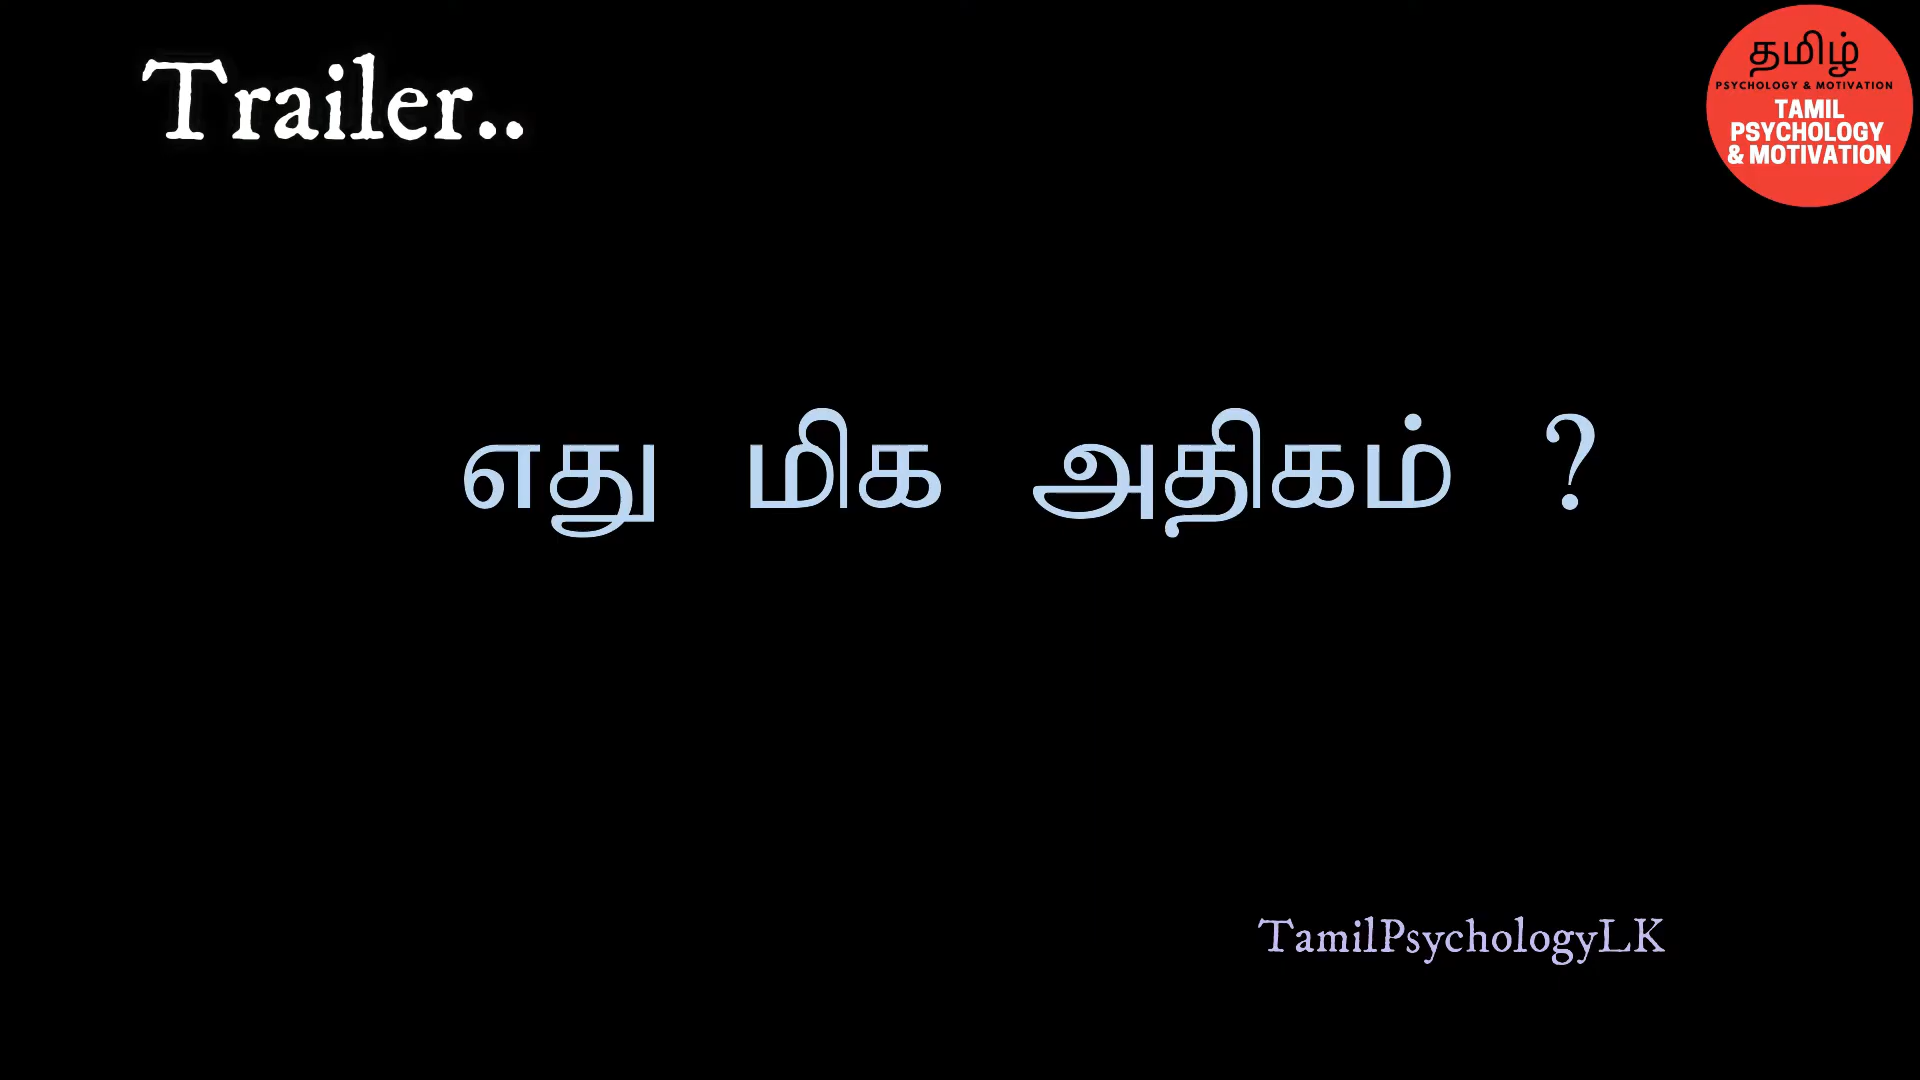 Trailer..
தமிழ்
PSYCHOLOGY & MOTIVATION
TAMIL
PSYCHOLOGY
& MOTIVATION
எது மிக அதிகம் ?
TamilPsychologyLK